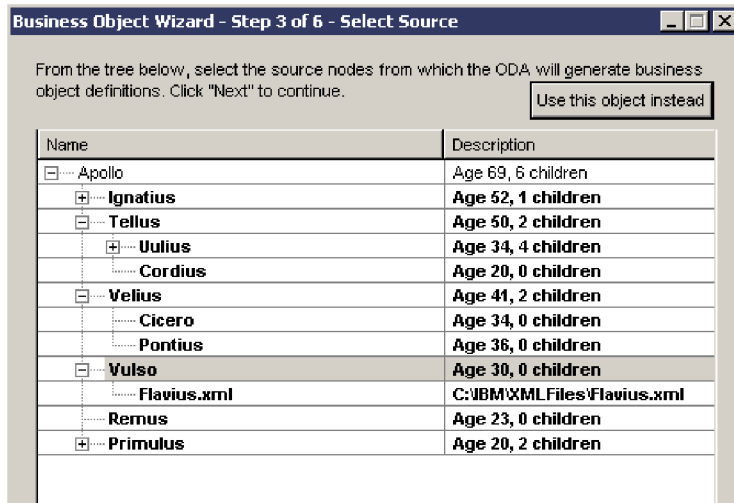 Business Object Wizard - Step 3 of 6 - Select Source
From the tree below, select the source nodes from which the ODA will generate business
object definitions. Click "Next" to continue.
Use this object instead
Name Description
Apollo Age 69, 6 children
Ignatius Age 52, 1 children
Tellus Age 50, 2 children
Uulius Age 34, 4 children
Cordius Age 20, 0 children
Velius Age 41, 2 children
Cicero Age 34, 0 children
Pontius Age 36, 0 children
Vulso Age 30, 0 children
Flavius.xml C:\IBM\XMLFiles\Flavius.xml
Remus Age 23, 0 children
Primulus Age 20, 2 children